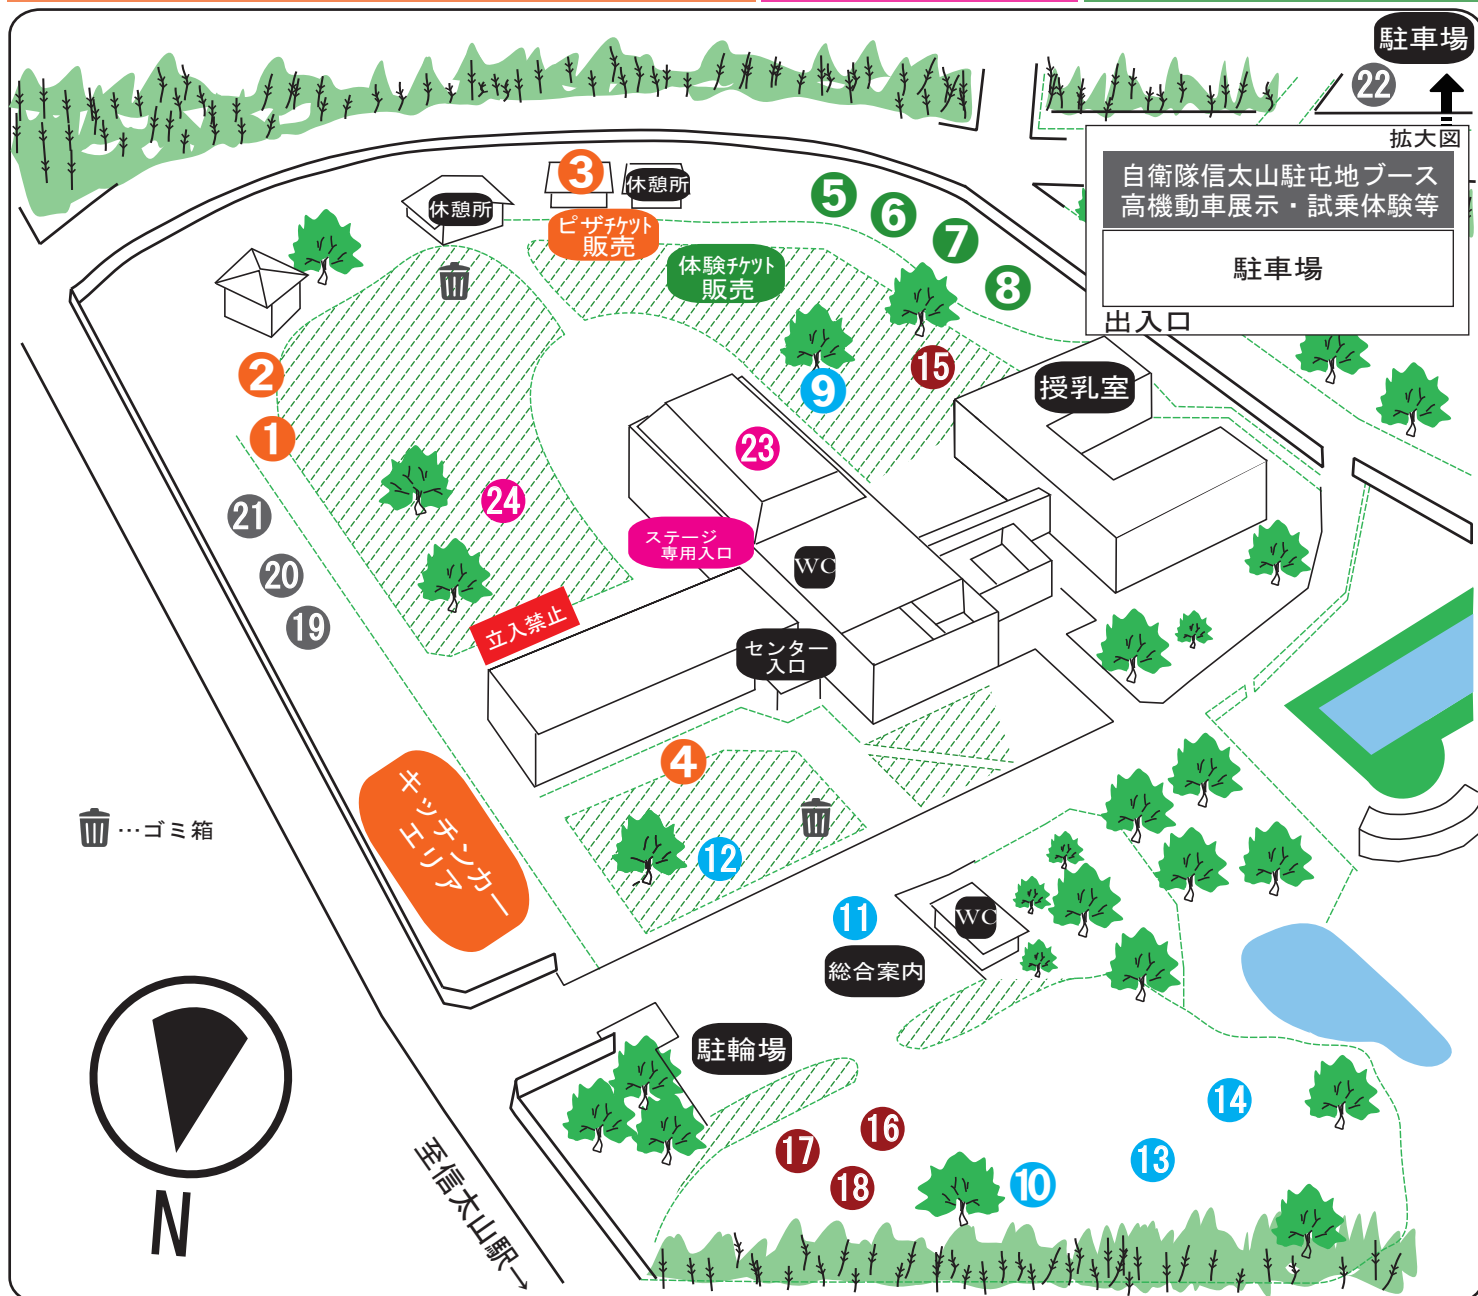 駐車場
22
拡大図
自衛隊信太山駐屯地ブース
高機動車展示・試乗体験等
駐車場
出入口
3
休憩所
休憩所
ピザチケット
販売
5
6
7
8
体験チケット
販売
2
1
9
15
授乳室
23
24
21
20
19
ステージ
専用入口
WC
立入禁止
センター
入口
4
キッチンカー
エリア
…ゴミ箱
12
11
WC
総合案内
駐輪場
14
13
16
17
18
10
N
至信太山駅→